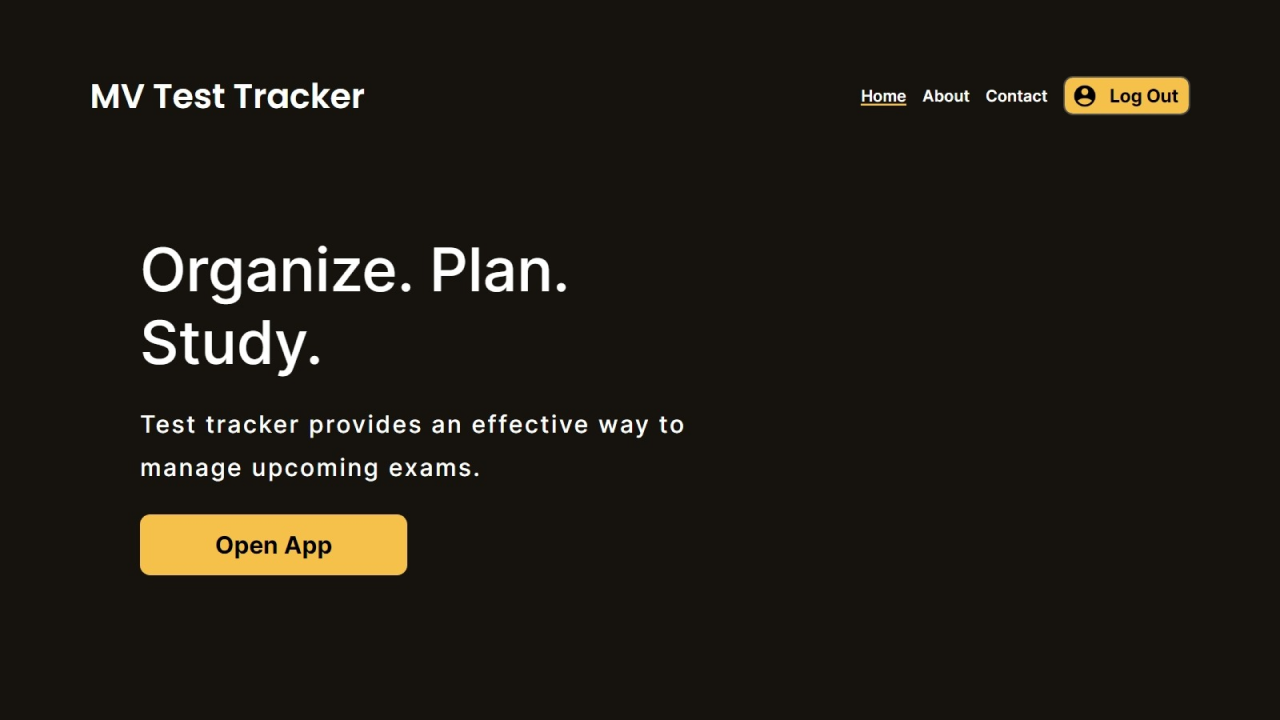 MV Test Tracker
Home About Contact Log Out
Organize. Plan.
Study.
Test tracker provides an effective way to
manage upcoming exams.
Open App